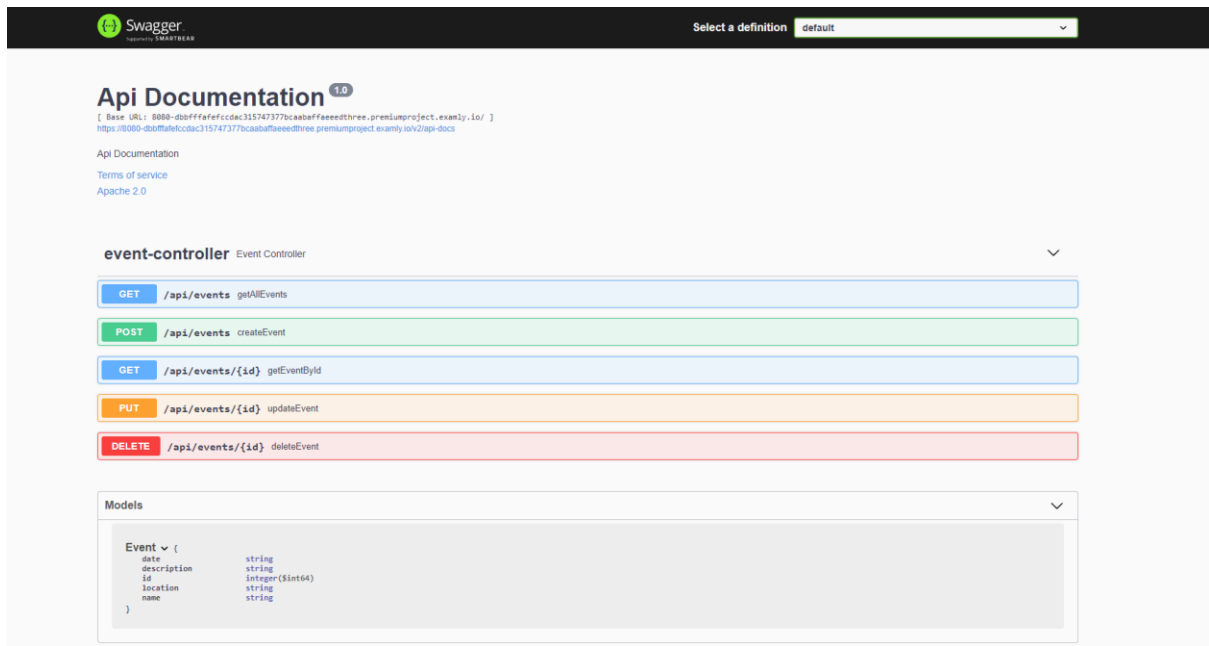 Swagger.
Supported by SMARTBEAR
Select a definition
default
Api Documentation 1.0
[ Base URL: 8080-dbbfffafefccdac315747377bcaabaffaeeedthree.premiumproject.examly.io/ ]
https://8080-dbbfffafefccdac315747377bcaabaffaeeedthree.premiumproject.examly.io/v2/api-docs
Api Documentation
Terms of service
Apache 2.0
event-controller Event Controller
GET /api/events getAllEvents
POST /api/events createEvent
GET /api/events/{id} getEventById
PUT /api/events/{id} updateEvent
DELETE /api/events/{id} deleteEvent
Models
Event {
date string
description string
id integer($int64)
location string
name string
}